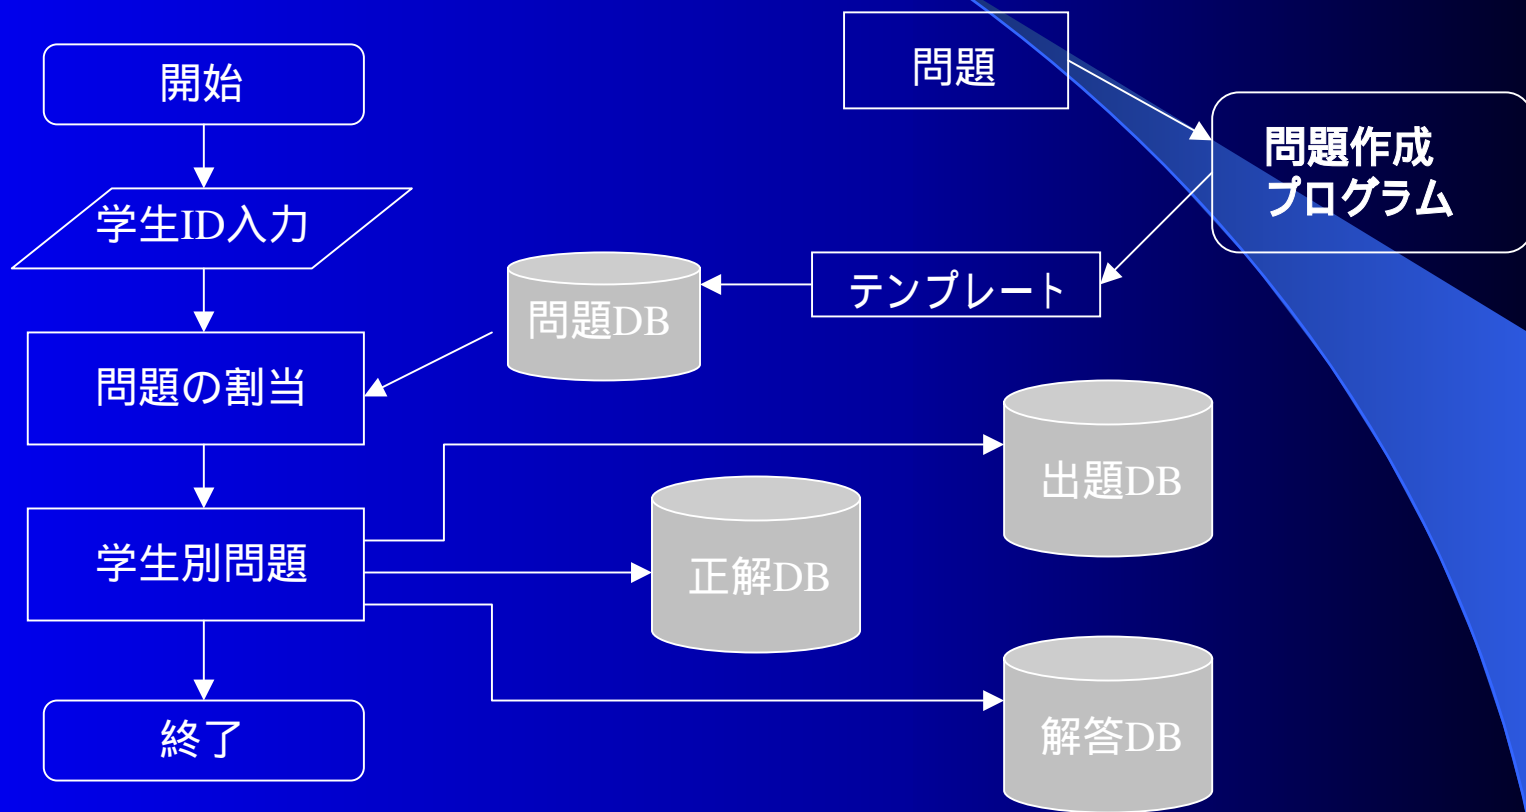 開始
学生ID入力
問題の割当
学生別問題
終了
問題
問題作成
プログラム
テンプレート
問題DB
出題DB
正解DB
解答DB